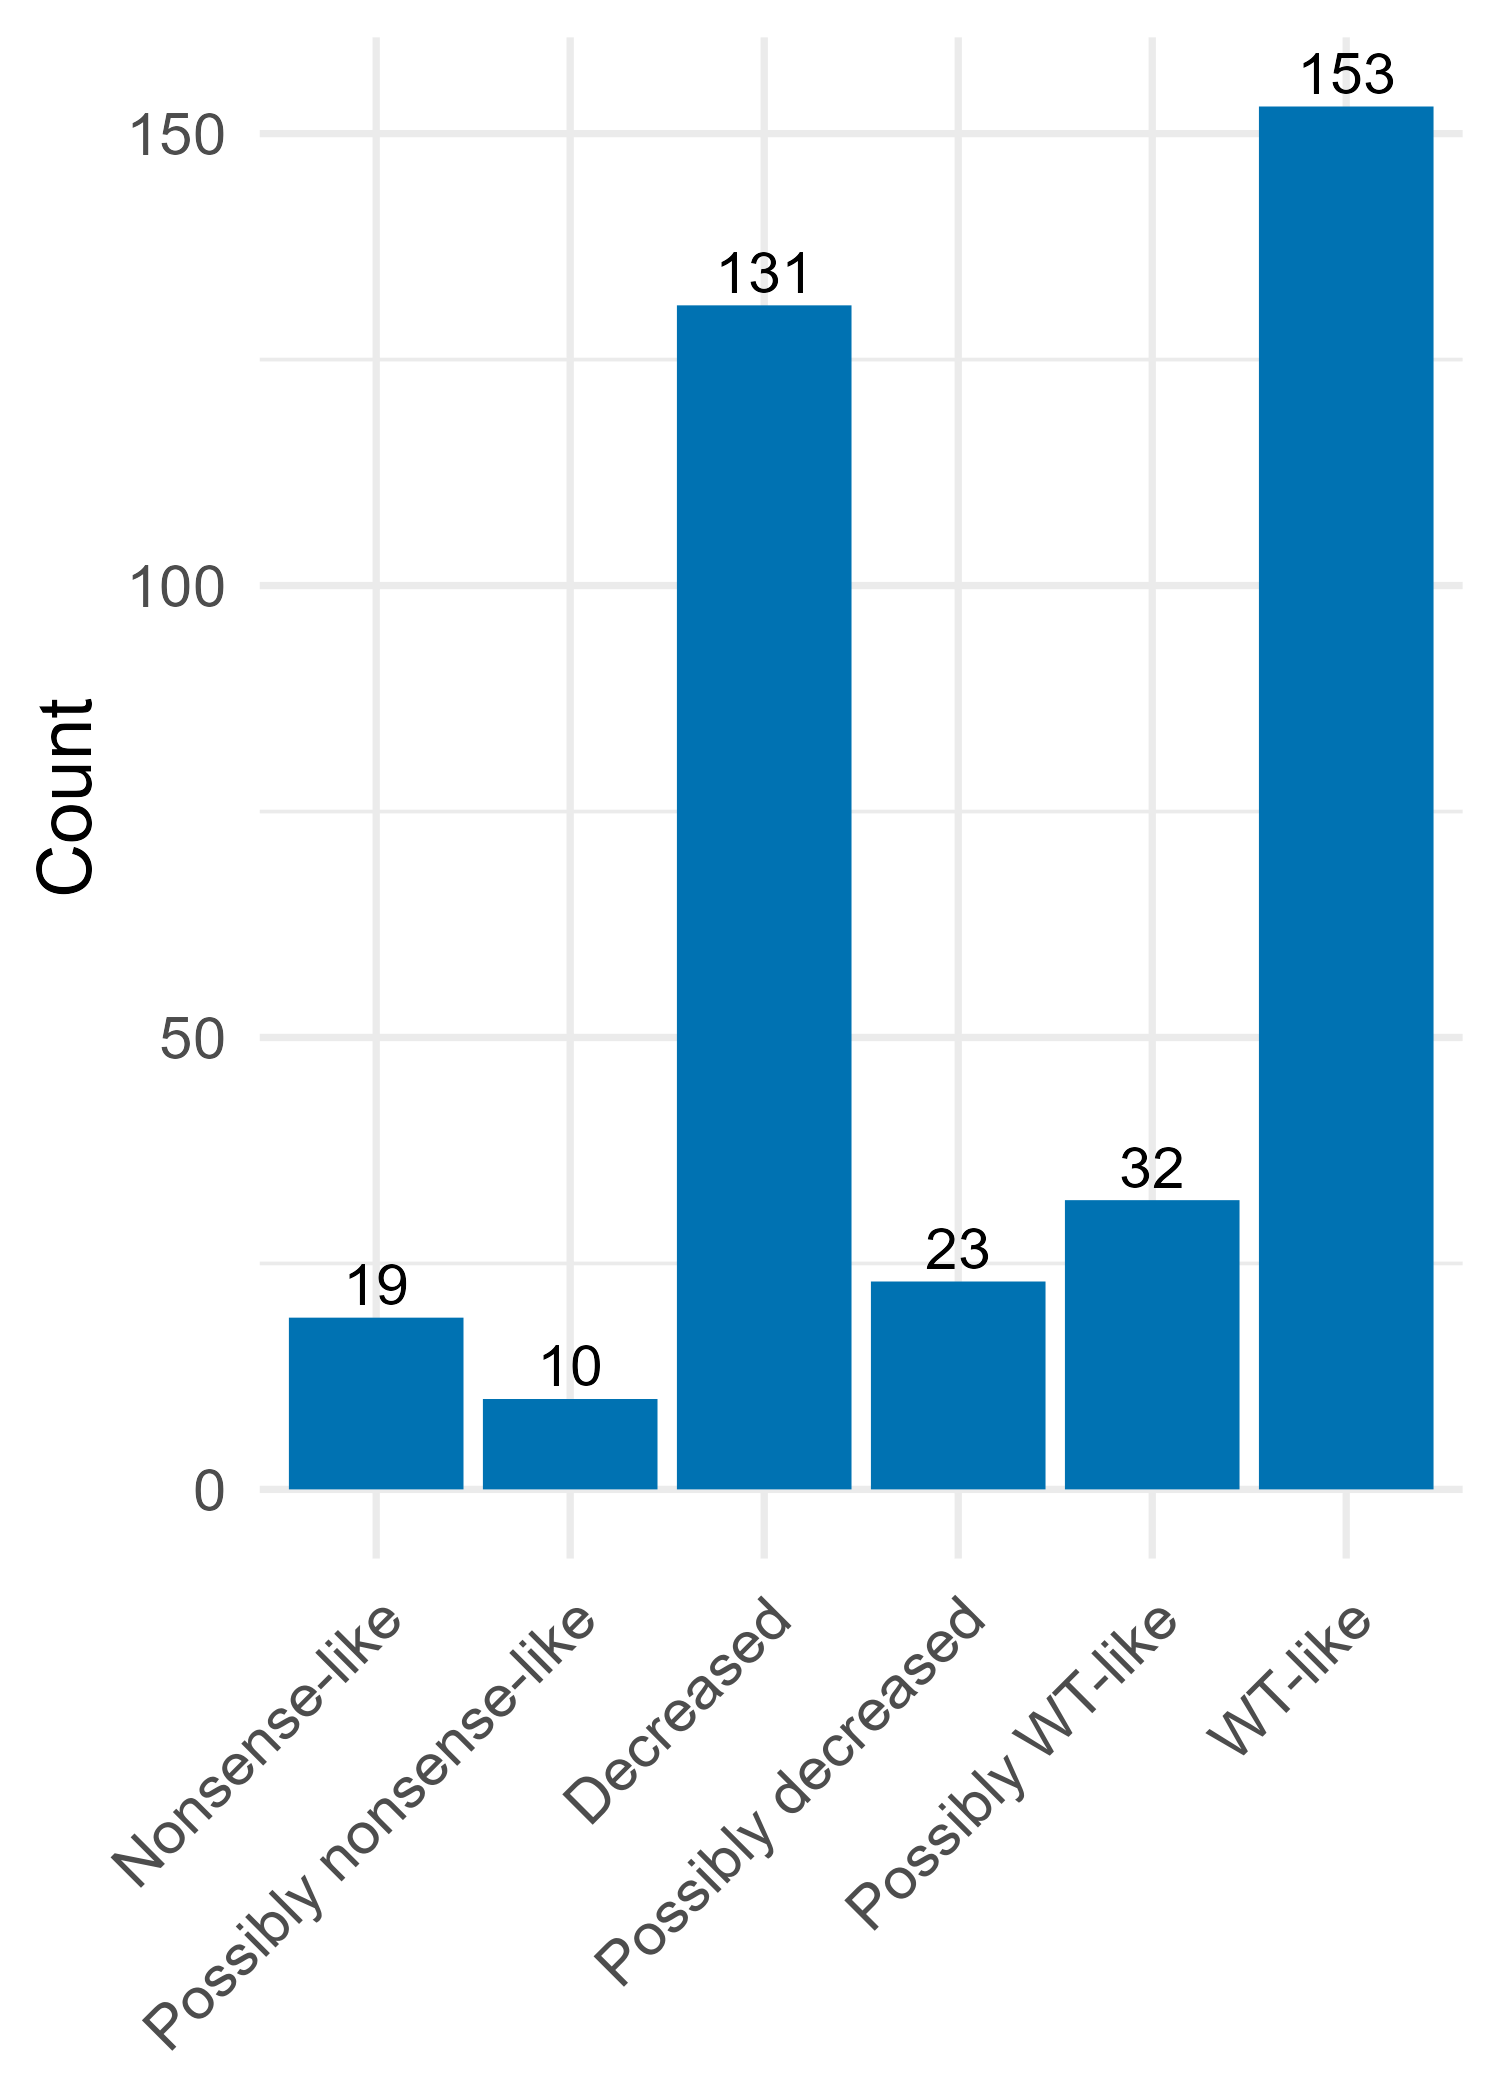 153
150
131
100
Count
50
32
23
19
10
0
Nonsense-like
Possibly nonsense-like
Decreased
Possibly decreased
Possibly WT-like
WT-like